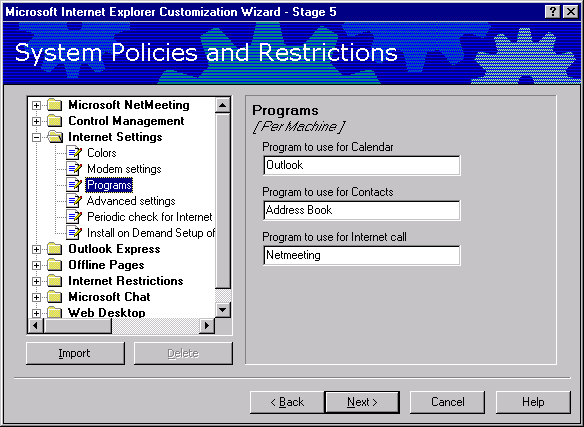 Microsoft Internet Explorer Customization Wizard - Stage 5
System Policies and Restrictions
Microsoft NetMeeting
Control Management
Internet Settings
Colors
Modem settings
Programs
Advanced settings
Periodic check for Internet
Install on Demand Setup of
Outlook Express
Offline Pages
Internet Restrictions
Microsoft Chat
Web Desktop
Import
Delete
Programs
[Per Machine]
Program to use for Calendar
Outlook
Program to use for Contacts
Address Book
Program to use for Internet call
Netmeeting
< Back
Next >
Cancel
Help